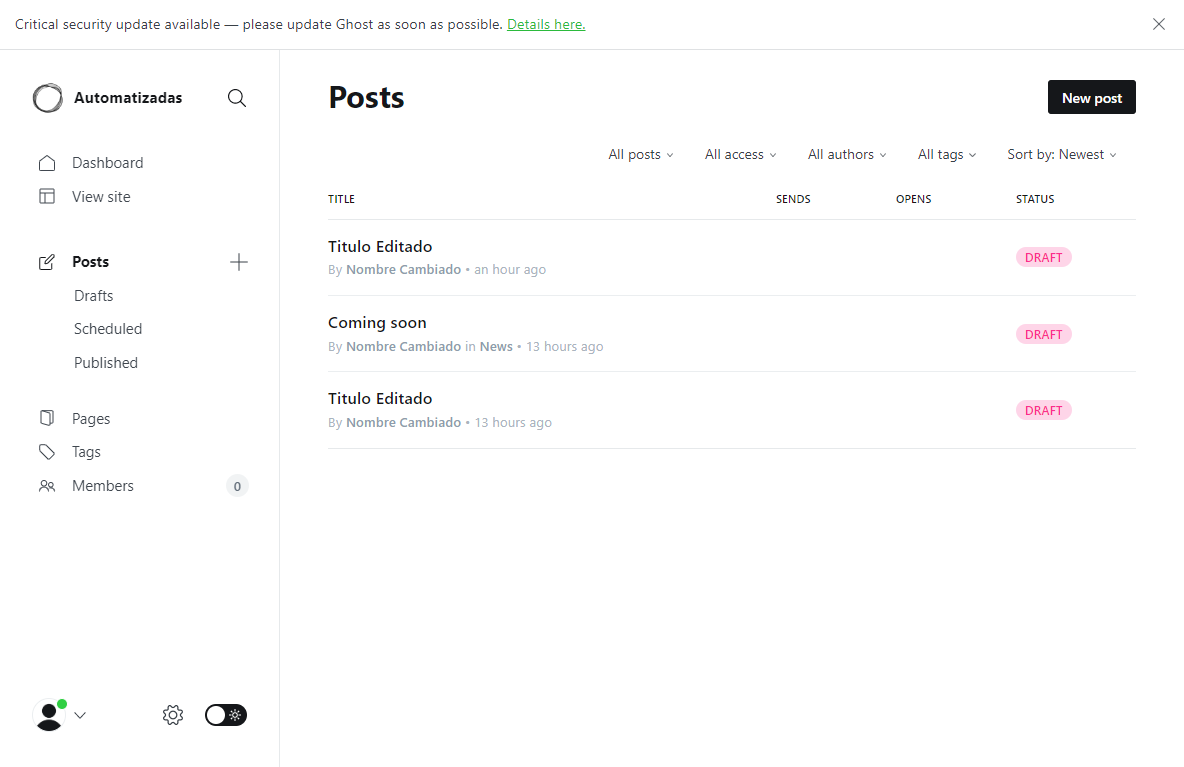 Critical security update available — please update Ghost as soon as possible. Details here.
Automatizadas
Dashboard
View site
Posts
Drafts
Scheduled
Published
Pages
Tags
Members 0
Posts
New post
All posts All access All authors All tags Sort by: Newest
TITLE SENDS OPENS STATUS
Titulo Editado
By Nombre Cambiado • an hour ago
DRAFT
Coming soon
By Nombre Cambiado in News • 13 hours ago
DRAFT
Titulo Editado
By Nombre Cambiado • 13 hours ago
DRAFT